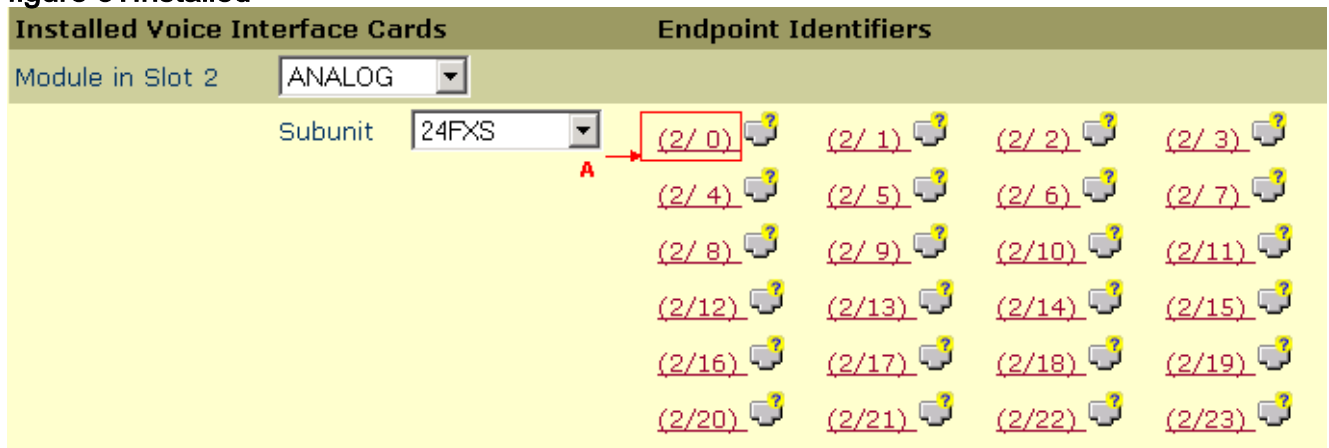 Installed Voice Interface Cards Endpoint Identifiers
Module in Slot 2 ANALOG
Subunit 24FXS (2/ 0) (2/ 1) (2/ 2) (2/ 3)
A
(2/ 4) (2/ 5) (2/ 6) (2/ 7)
(2/ 8) (2/ 9) (2/10) (2/11)
(2/12) (2/13) (2/14) (2/15)
(2/16) (2/17) (2/18) (2/19)
(2/20) (2/21) (2/22) (2/23)